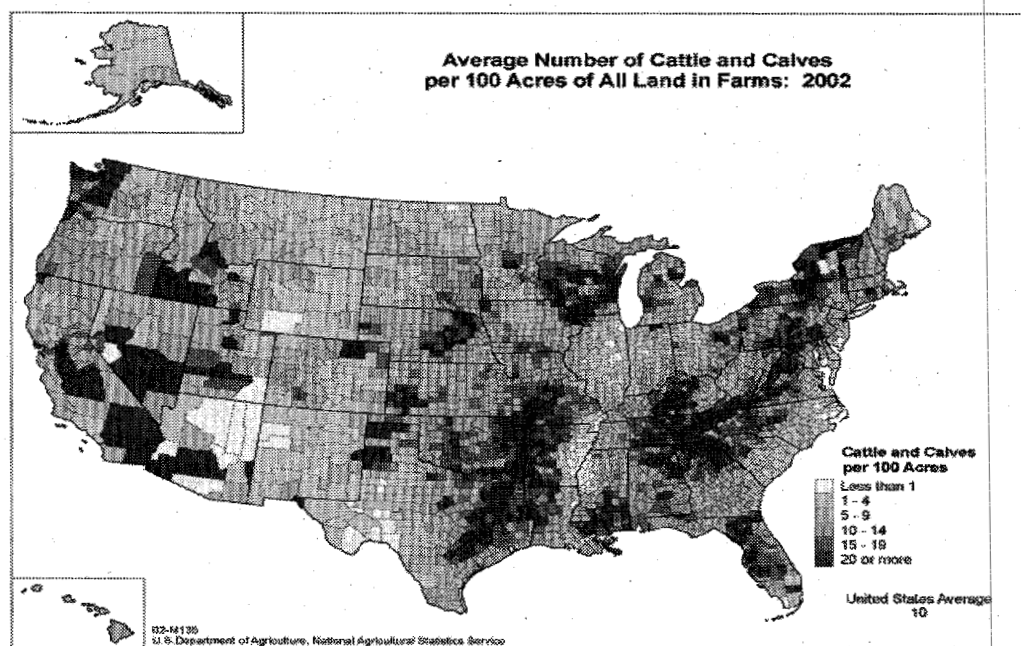 Average Number of Cattle and Calves
per 100 Acres of All Land in Farms: 2002
Cattle and Calves
per 100 Acres
Less than 1
1 - 4
5 - 9
10 - 14
15 - 19
20 or more
United States Average
10
02-M135
U.S. Department of Agriculture, National Agricultural Statistics Service